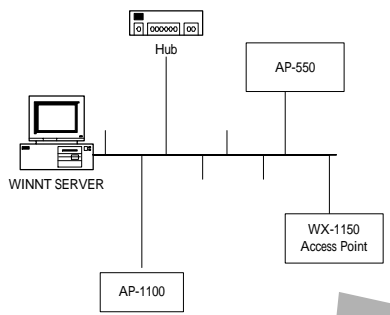 Hub
AP-550
WINNT SERVER
WX-1150
Access Point
AP-1100